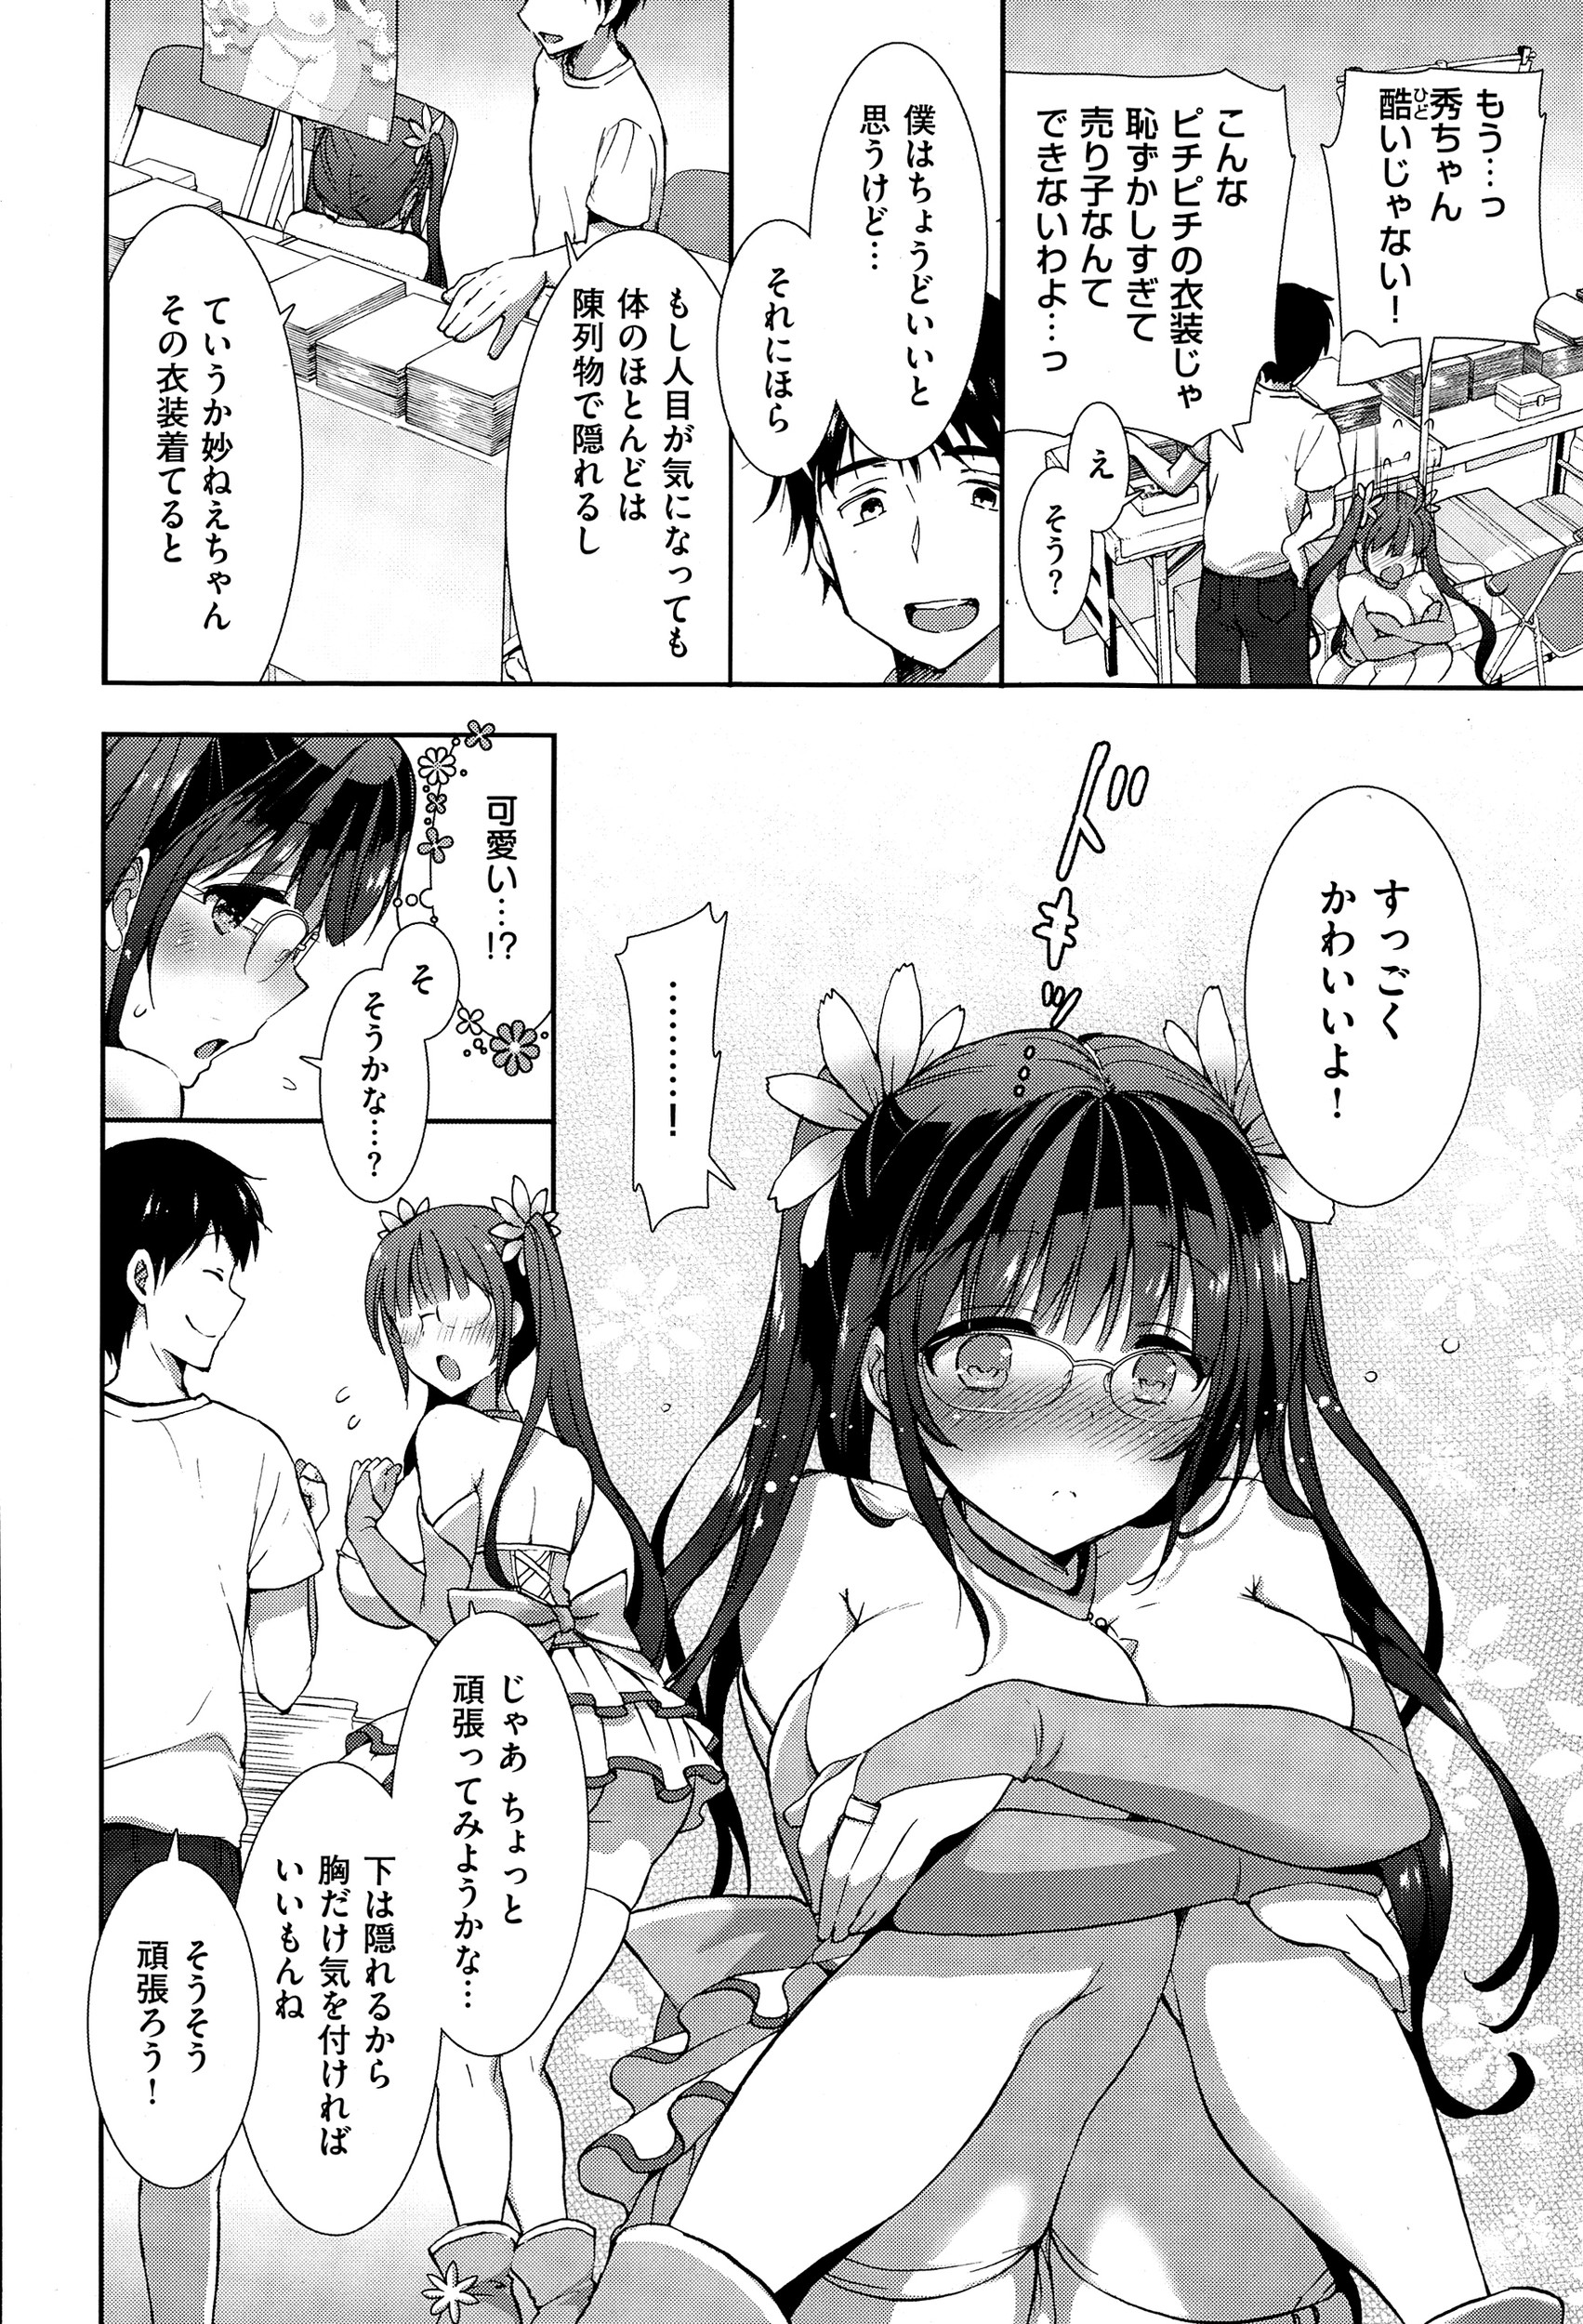 もう…っ
秀ちゃん
酷いじゃない！
ひど
こんな
ピチピチの衣装じゃ
恥ずかしすぎて
売り子なんて
できないわよ…っ
え
そう？
僕はちょうどいいと
思うけど…
それにほら
もし人目が気になっても
体のほとんどは
陳列物で隠れるし
ていうか妙ねえちゃん
その衣装着てると
すっごく
かわいいよ！
ドキッ
………！
可愛い…!?
そ
そうかな…？
じゃあ ちょっと
頑張ってみようかな…
下は隠れるから
胸だけ気を付ければ
いいもんね
そうそう
頑張ろう！